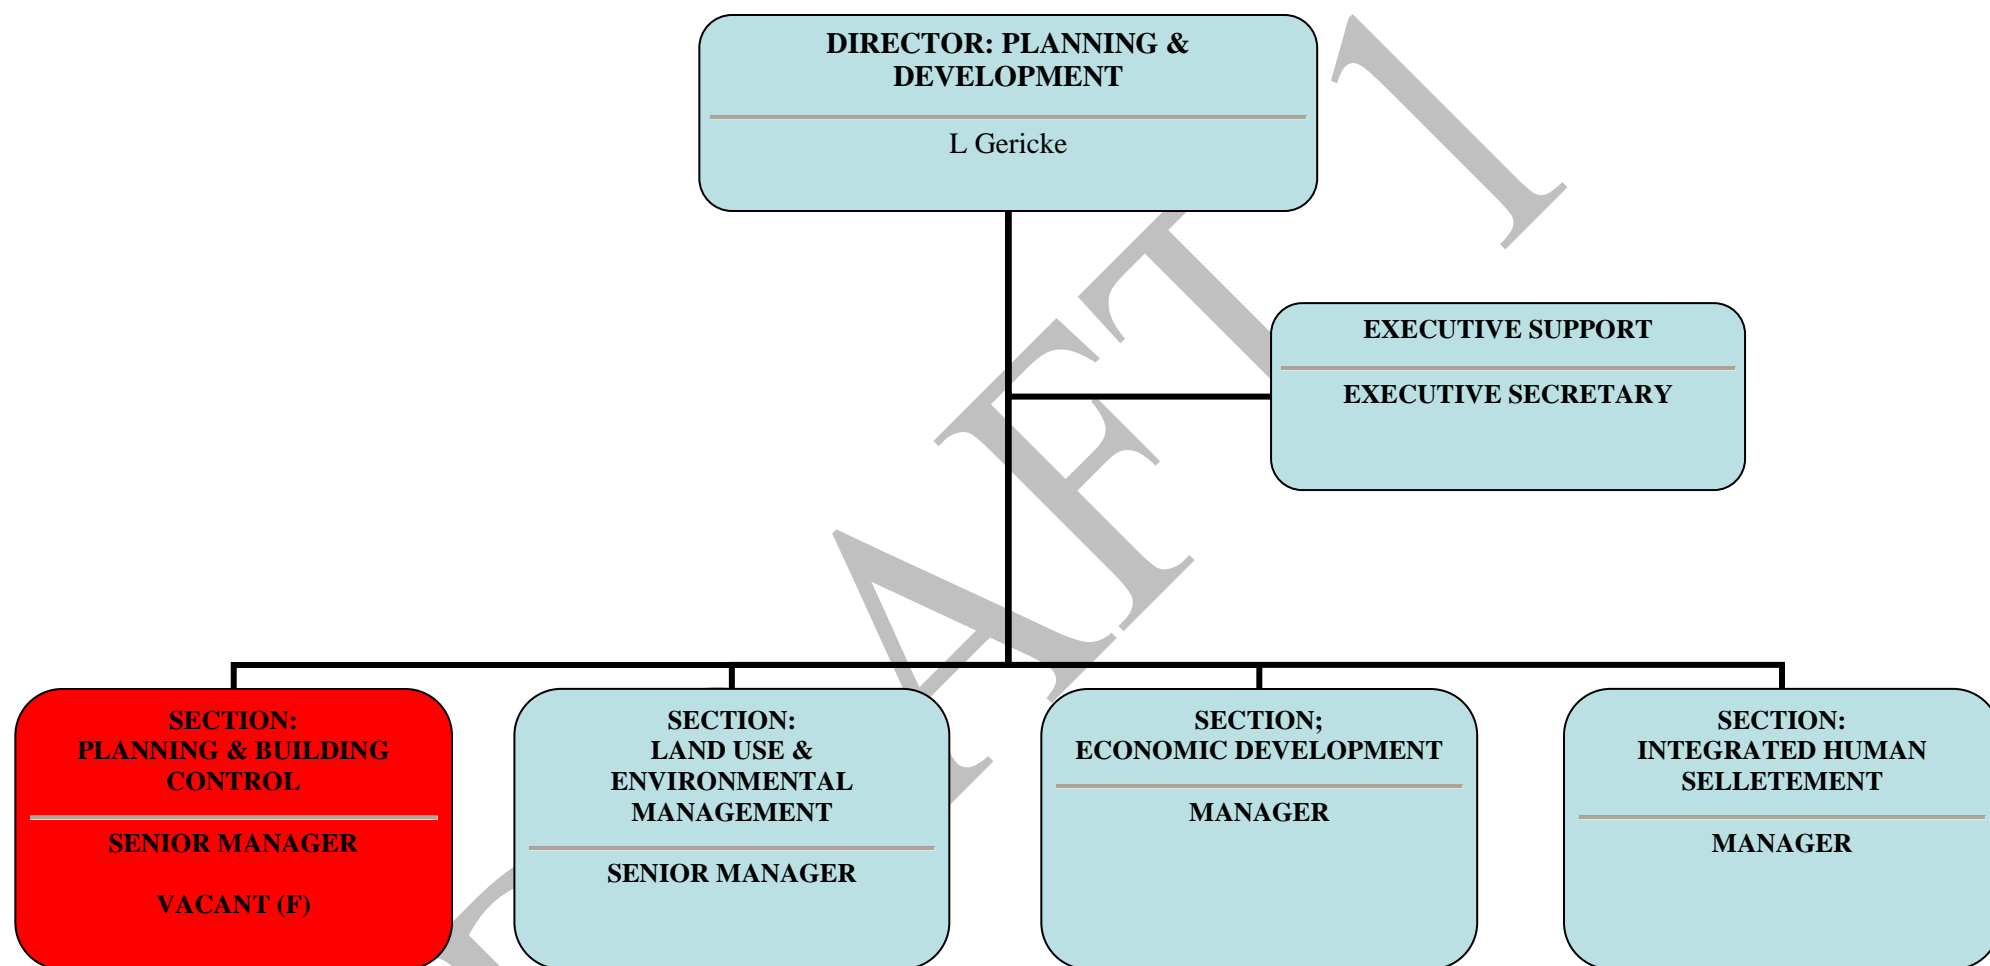 DIRECTOR: PLANNING &
DEVELOPMENT
L Gericke
EXECUTIVE SUPPORT
EXECUTIVE SECRETARY
SECTION:
PLANNING & BUILDING
CONTROL
SENIOR MANAGER
VACANT (F)
SECTION:
LAND USE &
ENVIRONMENTAL
MANAGEMENT
SENIOR MANAGER
SECTION;
ECONOMIC DEVELOPMENT
MANAGER
SECTION:
INTEGRATED HUMAN
SELLETEMENT
MANAGER
AFT 1